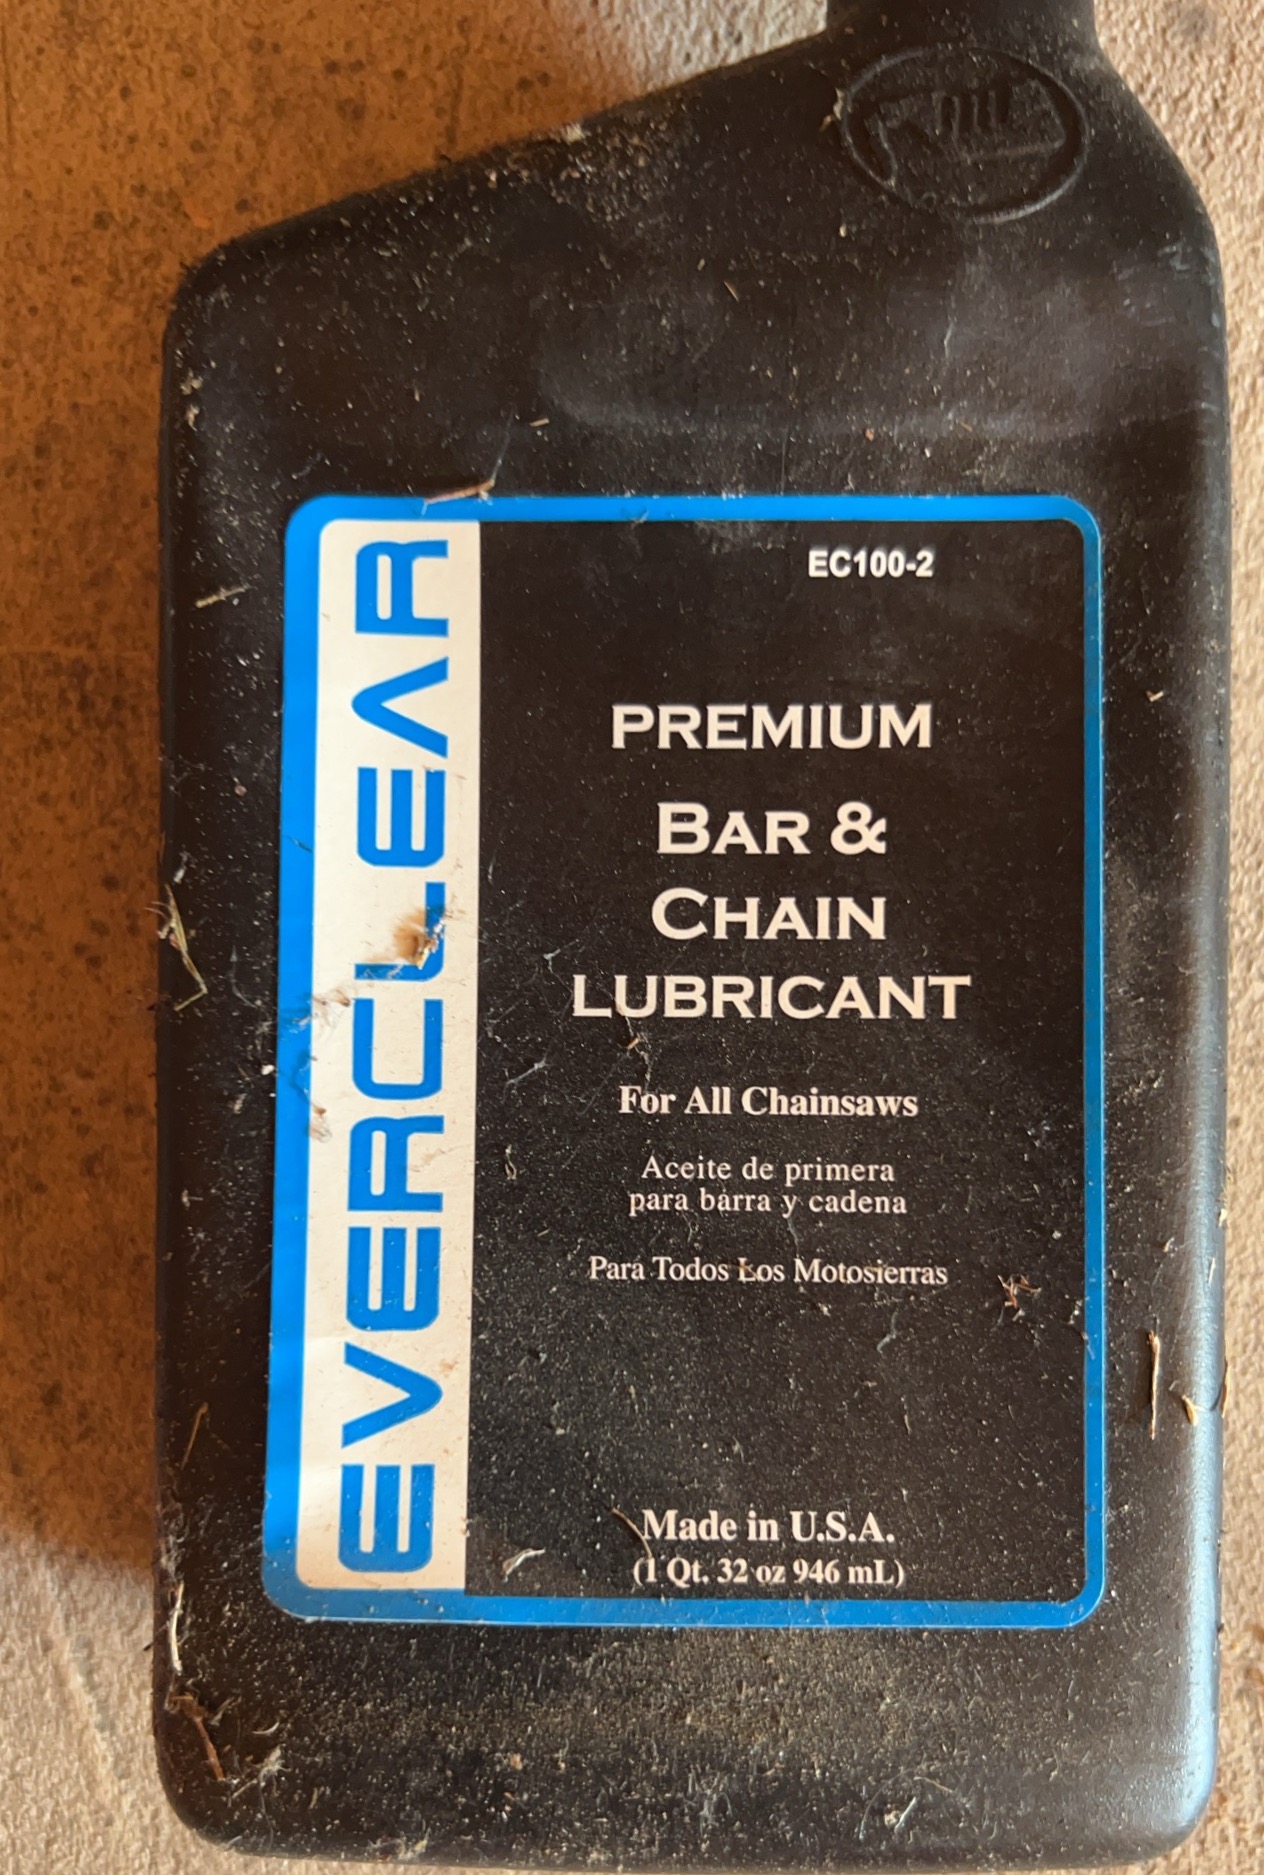 EVERCLEAR
EC100-2
PREMIUM
BAR &
CHAIN
LUBRICANT
For All Chainsaws
Aceite de primera
para barra y cadena
Para Todos Los Motosierras
Made in U.S.A.
(1 Qt. 32 oz 946 mL)